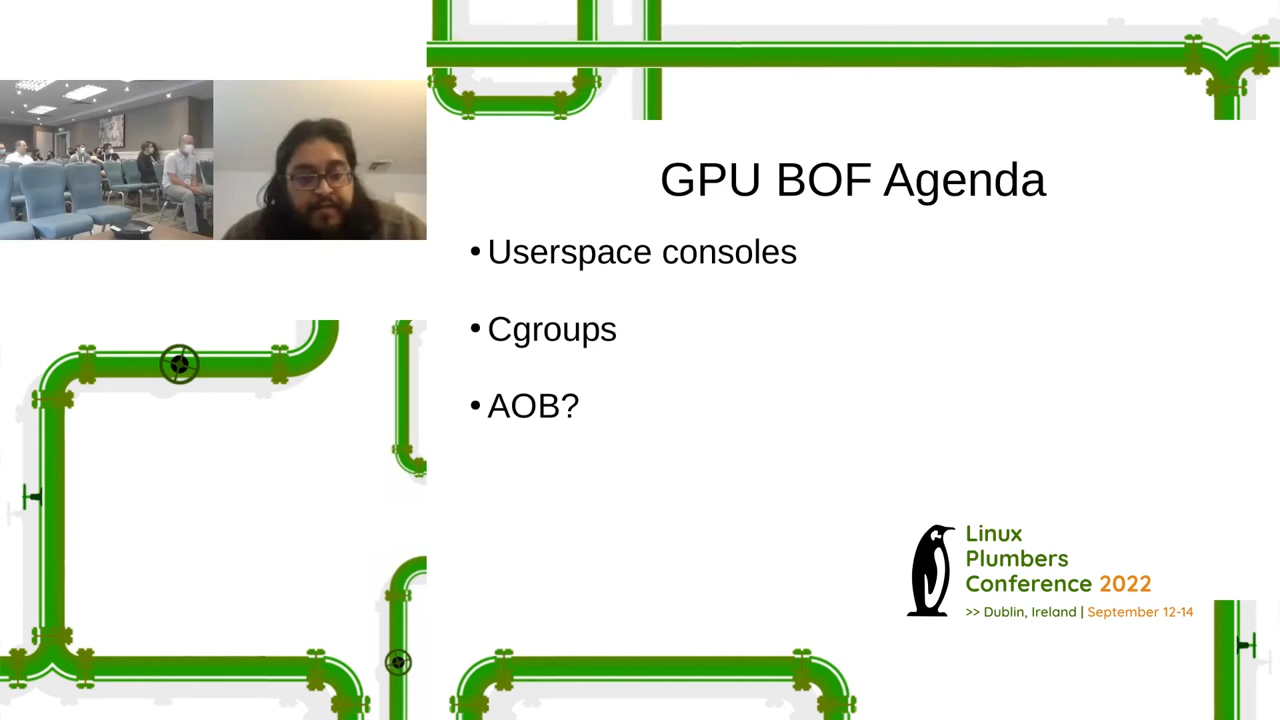 GPU BOF Agenda
• Userspace consoles
• Cgroups
• AOB?
Linux
Plumbers
Conference 2022
>> Dublin, Ireland | September 12-14